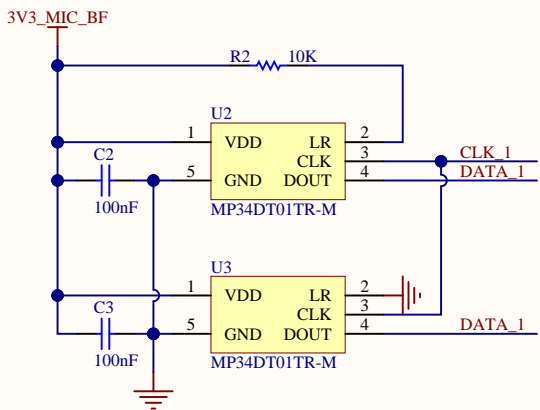 3V3_MIC_BF
R2 10K
U2
1 VDD LR 2
CLK 3 CLK_1
C2 5 GND DOUT 4 DATA_1
100nF MP34DT01TR-M
U3
1 VDD LR 2
CLK 3
C3 5 GND DOUT 4 DATA_1
100nF MP34DT01TR-M